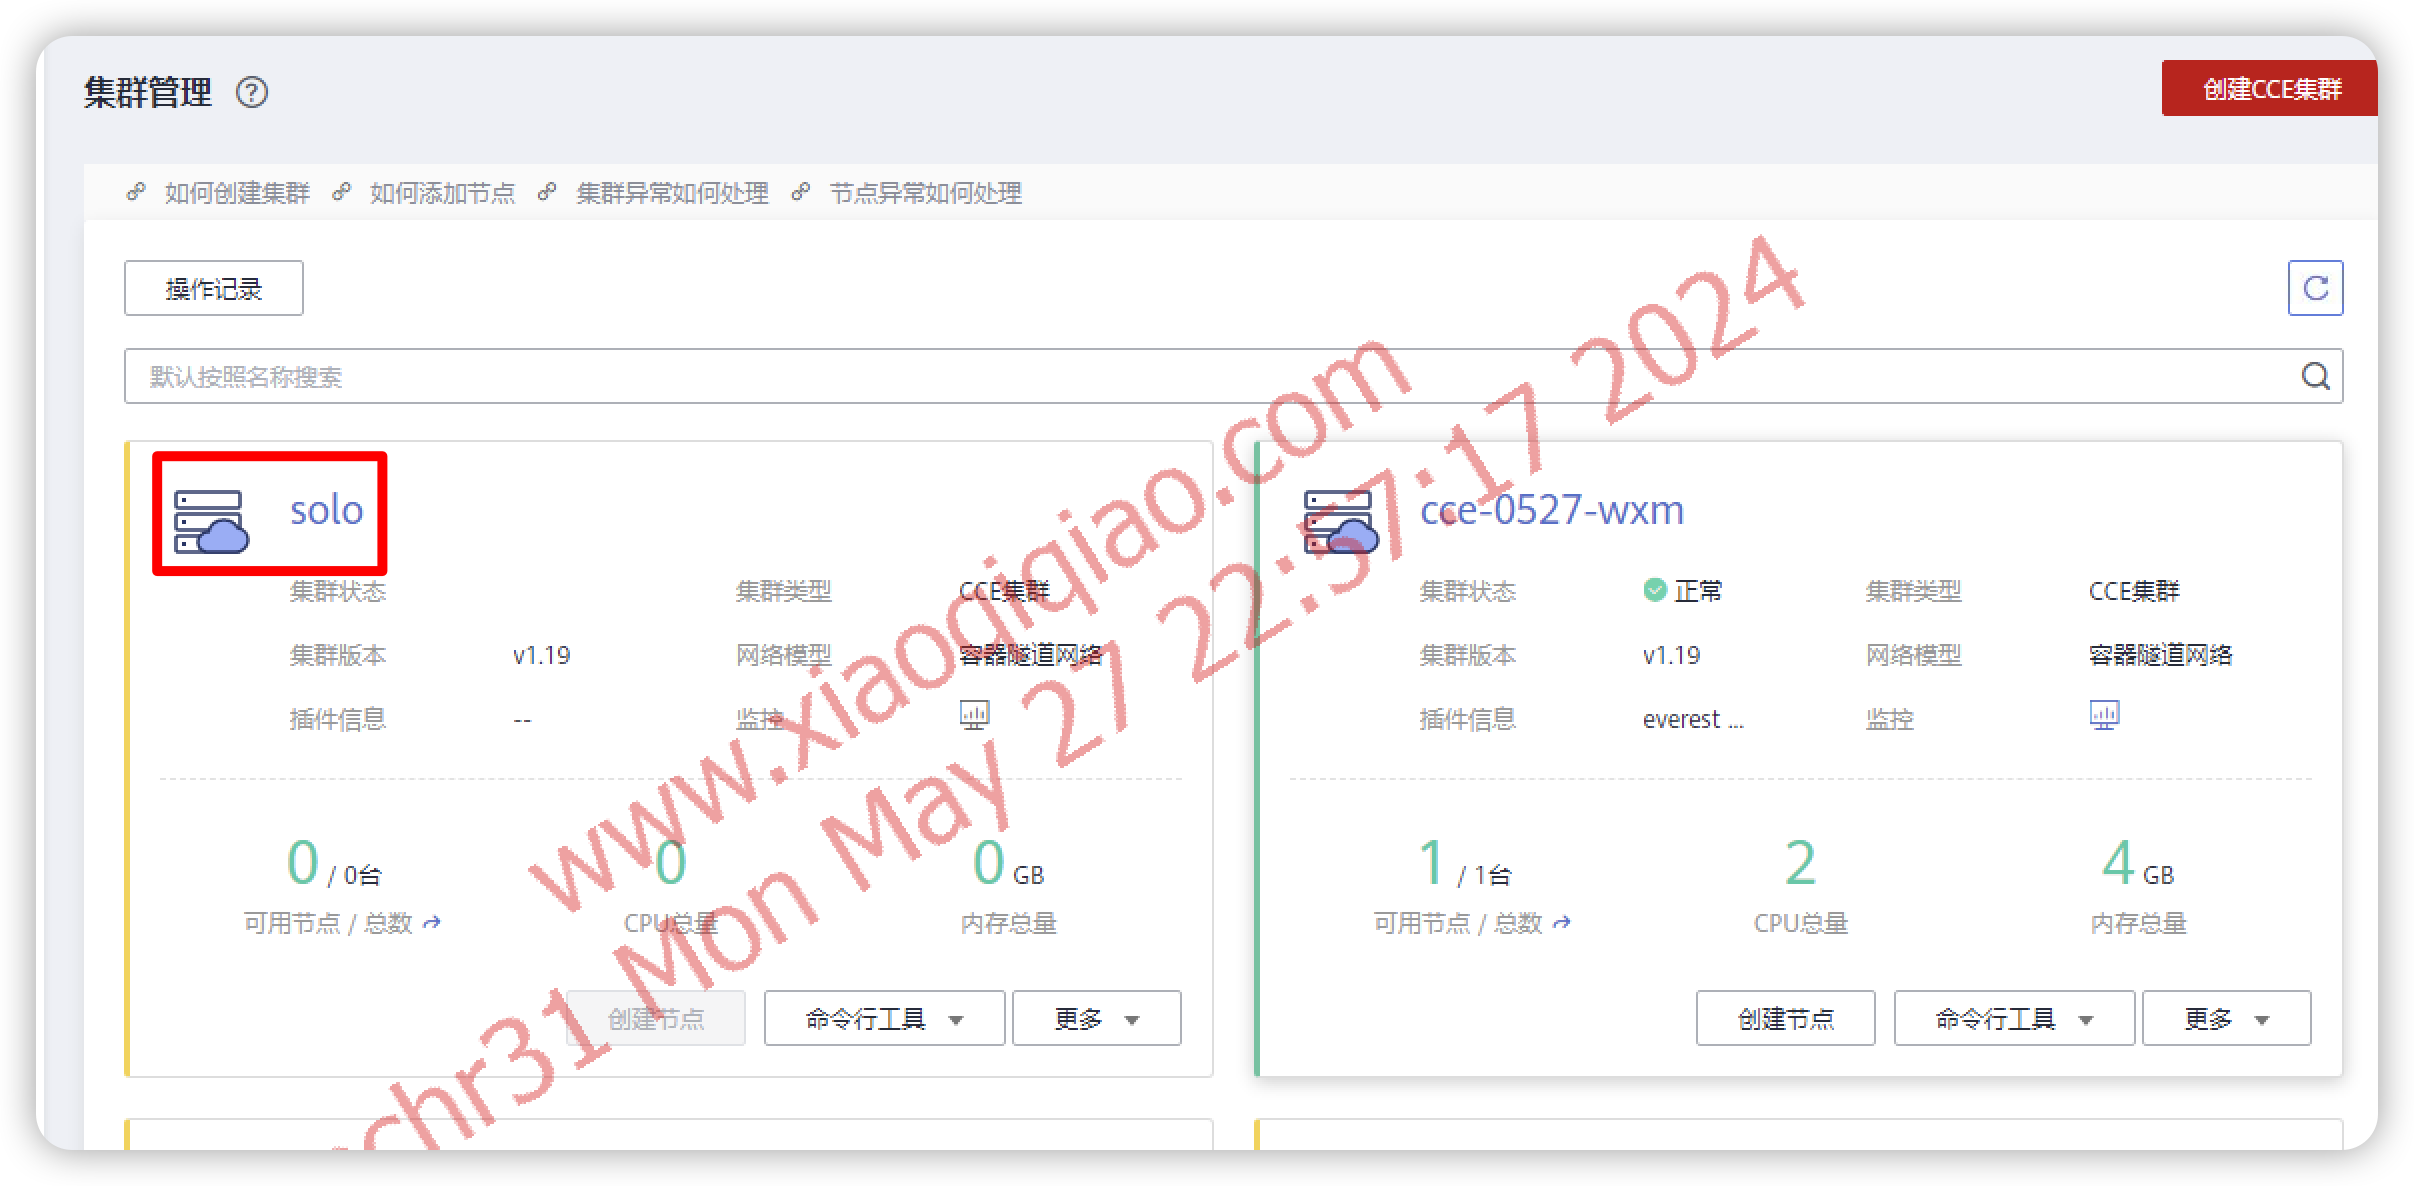 集群管理 ?
创建CCE集群
如何创建集群 如何添加节点 集群异常如何处理 节点异常如何处理
操作记录
默认按照名称搜索
solo
集群状态 集群类型 CCE集群
集群版本 v1.19 网络模型 容器隧道网络
插件信息 -- 监控
0 / 0台 0 0 GB
可用节点 / 总数 CPU总量 内存总量
创建节点 命令行工具 更多
cce-0527-wxm
集群状态 正常 集群类型 CCE集群
集群版本 v1.19 网络模型 容器隧道网络
插件信息 everest ... 监控
1 / 1台 2 4 GB
可用节点 / 总数 CPU总量 内存总量
创建节点 命令行工具 更多
www.xiaoqiqiao.com
chr31 Mon May 27 22:57:17 2024